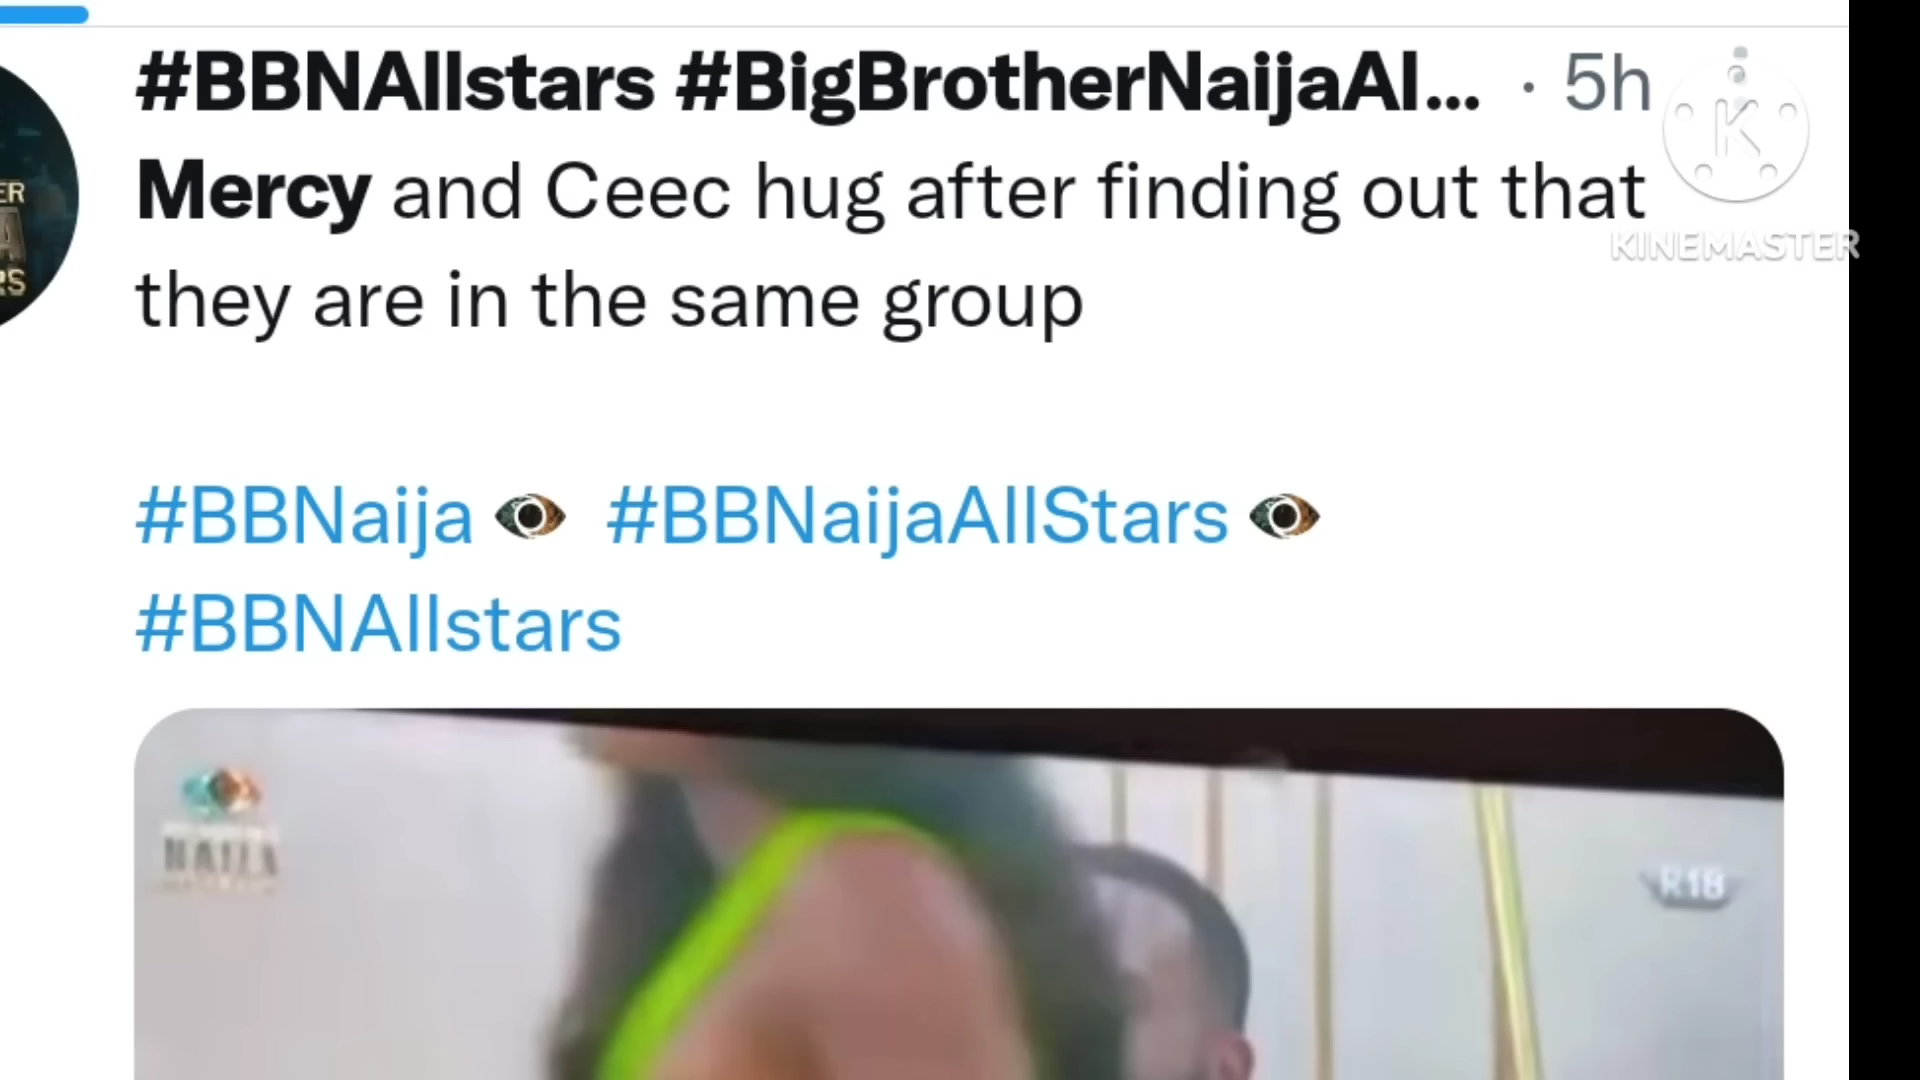 #BBNAllstars #BigBrotherNaijaAl... · 5h
Mercy and Ceec hug after finding out that
they are in the same group
#BBNaija #BBNaijaAllStars
#BBNAllstars
K
KINEMASTER
NAIJA
R18